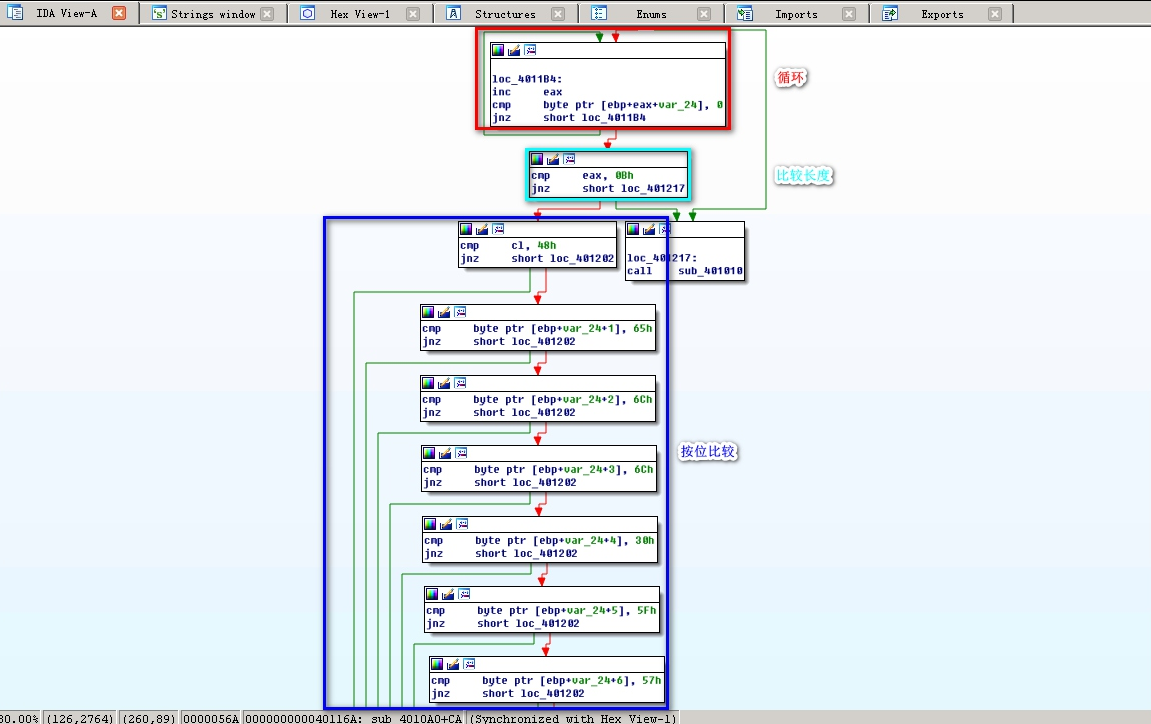 IDA View-A
Strings window
Hex View-1
Structures
Enums
Imports
Exports
loc_4011B4:
inc eax
cmp byte ptr [ebp+eax+var_24], 0
jnz short loc_4011B4
循环
cmp eax, 0Bh
jnz short loc_401217
比较长度
cmp cl, 48h
jnz short loc_401202
loc_401217:
call sub_401010
cmp byte ptr [ebp+var_24+1], 65h
jnz short loc_401202
cmp byte ptr [ebp+var_24+2], 6Ch
jnz short loc_401202
cmp byte ptr [ebp+var_24+3], 6Ch
jnz short loc_401202
按位比较
cmp byte ptr [ebp+var_24+4], 30h
jnz short loc_401202
cmp byte ptr [ebp+var_24+5], 5Fh
jnz short loc_401202
cmp byte ptr [ebp+var_24+6], 57h
jnz short loc_401202
80.00% (126,2764) (260,89) 0000056A 000000000040116A: sub_4010A0+CA (Synchronized with Hex View-1)